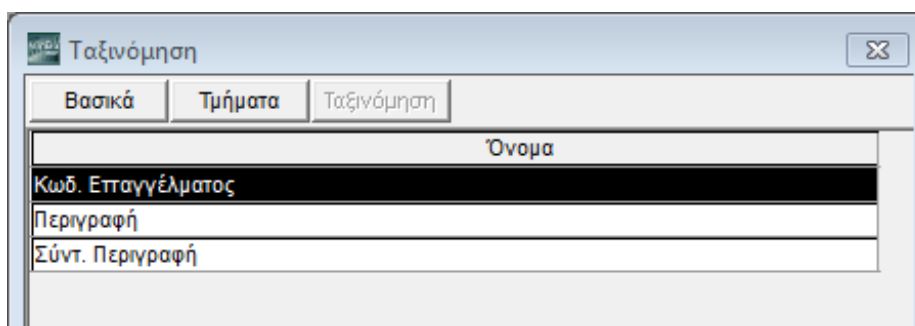 Ταξινόμηση
Βασικά Τμήματα Ταξινόμηση
Όνομα
Κωδ. Επαγγέλματος
Περιγραφή
Σύντ. Περιγραφή